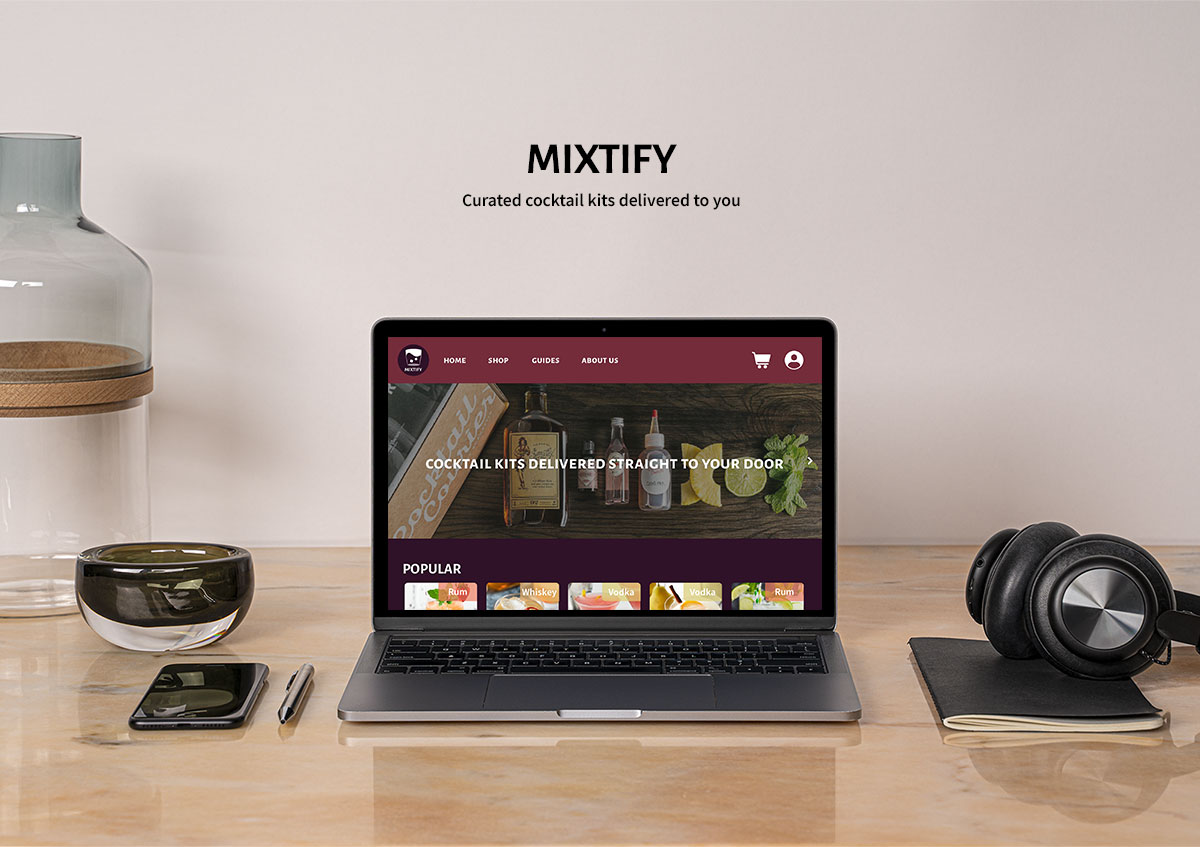 MIXTIFY
Curated cocktail kits delivered to you
MIXTIFY
HOME SHOP GUIDES ABOUT US
Cocktail
Courier
COCKTAIL KITS DELIVERED STRAIGHT TO YOUR DOOR
POPULAR
Rum Whiskey Vodka Vodka Rum